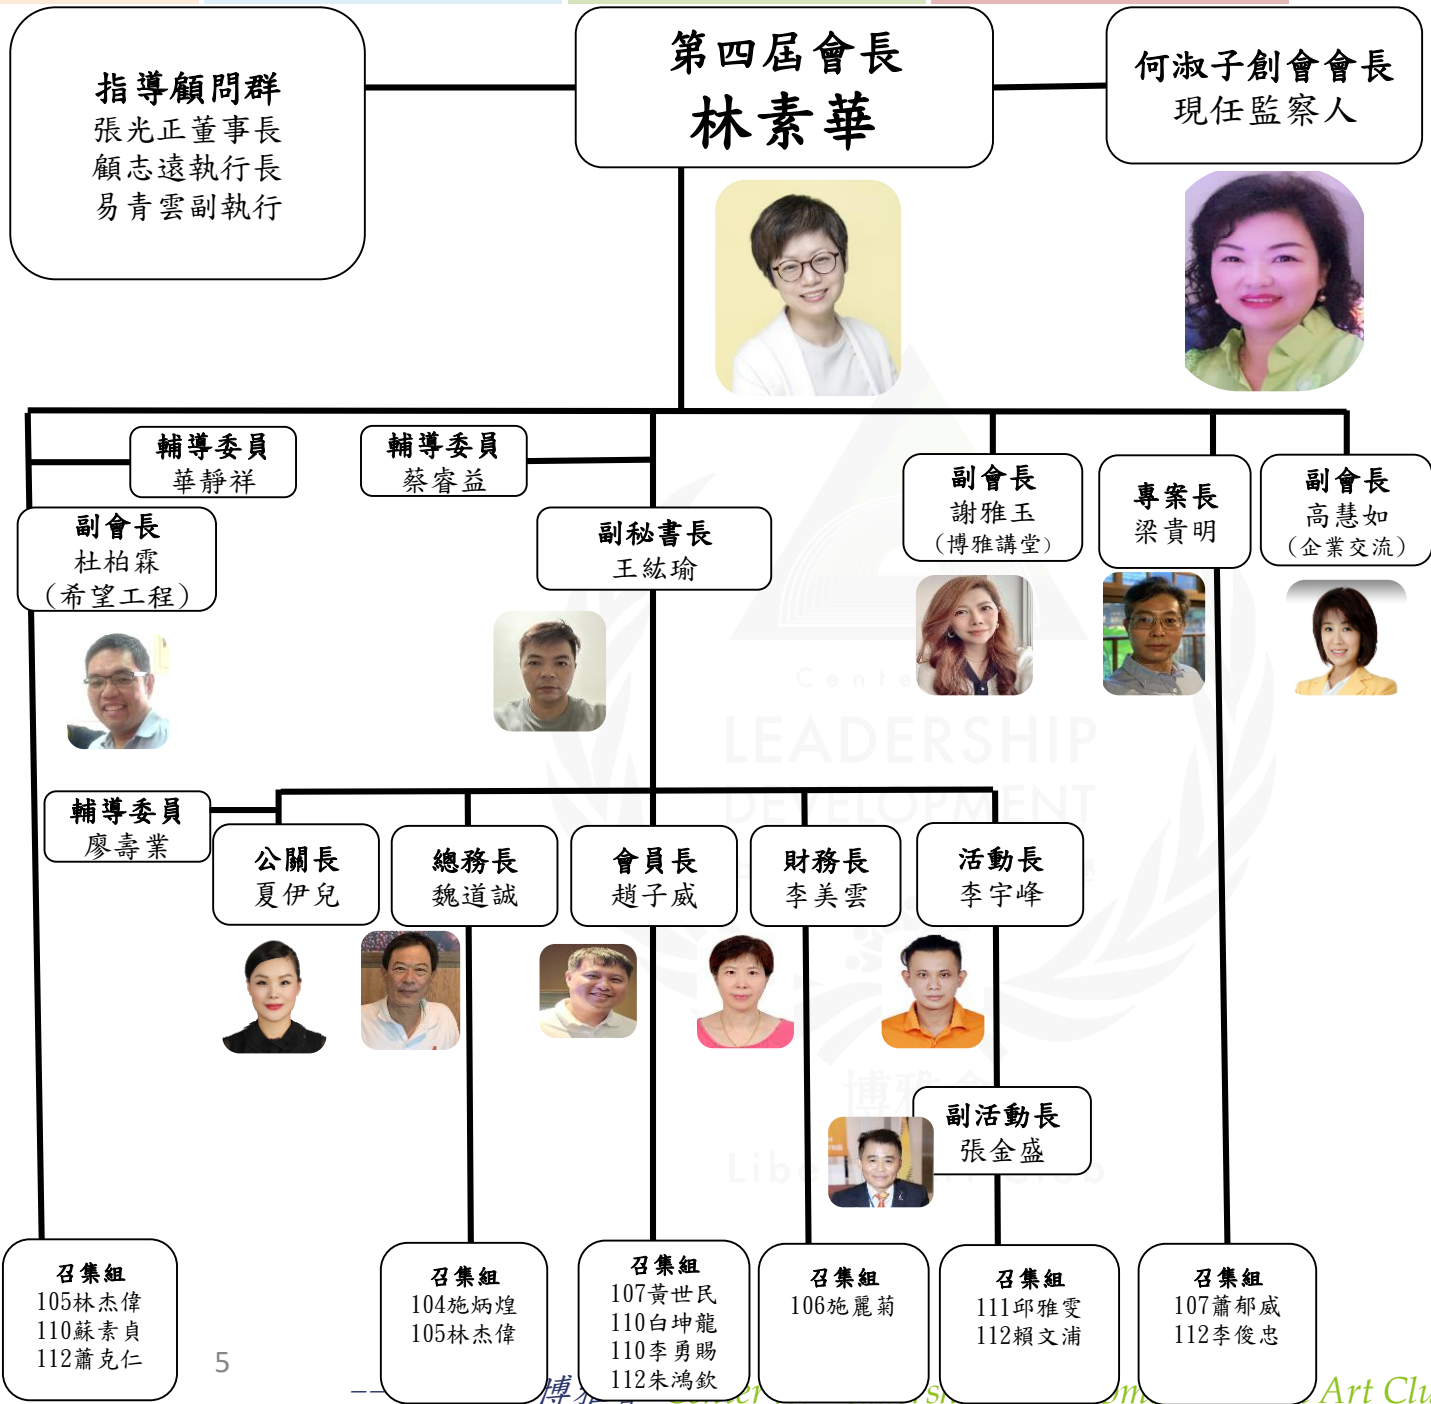 指導顧問群
張光正董事長
顧志遠執行長
易青雲副執行
第四屆會長
林素華
何淑子創會會長
現任監察人
輔導委員
華靜祥
輔導委員
蔡睿益
副會長
杜柏霖
(希望工程)
副秘書長
王紘瑜
副會長
謝雅玉
(博雅講堂)
專案長
梁貴明
副會長
高慧如
(企業交流)
LEADERSHIP
DEVELOPMENT
輔導委員
廖壽業
公關長
夏伊兒
總務長
魏道誠
會員長
趙子威
財務長
李美雲
活動長
李宇峰
副活動長
張金盛
召集組
105林杰偉
110蘇素貞
112蕭克仁
召集組
104施炳煌
105林杰偉
召集組
107黃世民
110白坤龍
110李勇賜
112朱鴻欽
召集組
106施麗菊
召集組
111邱雅雯
112賴文浦
召集組
107蕭郁威
112李俊忠
5
博雅
Art Clu